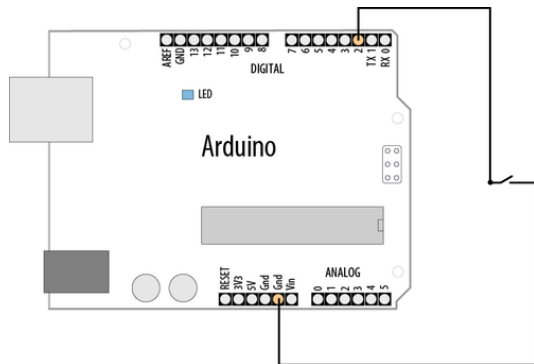 AREF
GND
13
12
11
10
9
8
7
6
5
4
3
2
TX 1
RX 0
DIGITAL
LED
Arduino
RESET
3V3
5V
Gnd
Gnd
Vin
ANALOG
0
1
2
3
4
5